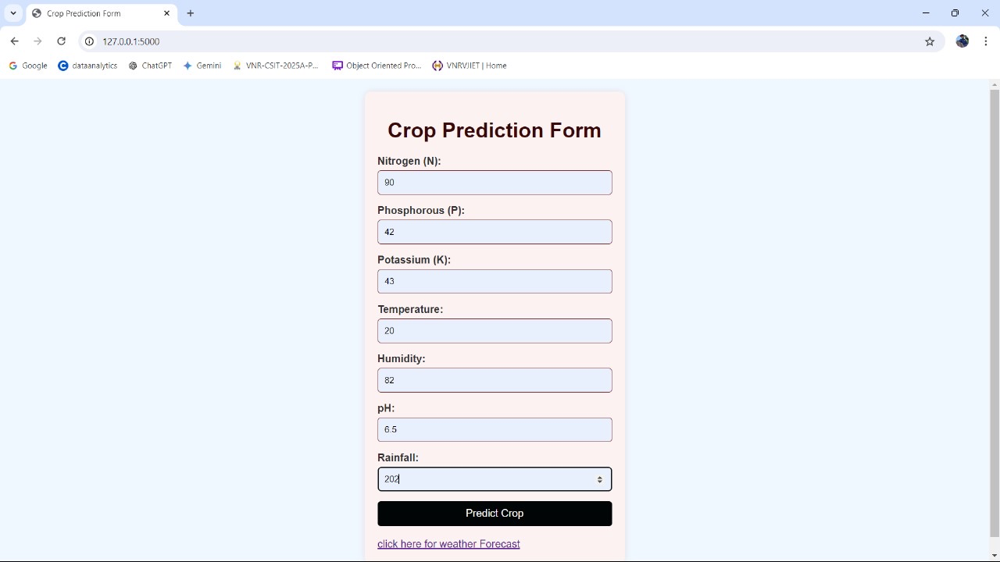 Crop Prediction Form
127.0.0.1:5000
Google dataanalytics ChatGPT Gemini VNR-CSIT-2025A-P... Object Oriented Pro... VNRVJIET | Home
Crop Prediction Form
Nitrogen (N):
90
Phosphorous (P):
42
Potassium (K):
43
Temperature:
20
Humidity:
82
pH:
6.5
Rainfall:
202
Predict Crop
click here for weather Forecast